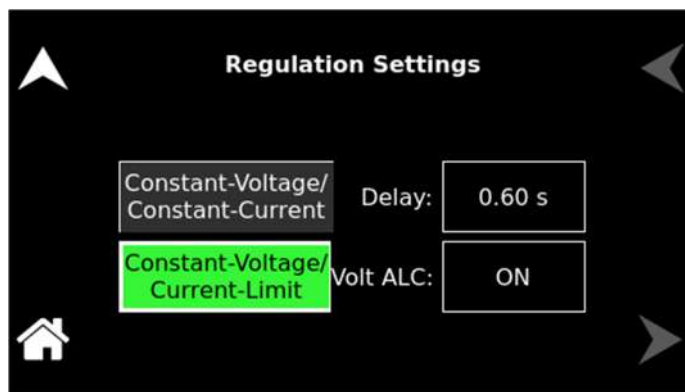 Regulation Settings
Constant-Voltage/
Constant-Current
Delay:
0.60 s
Constant-Voltage/
Current-Limit
Volt ALC:
ON